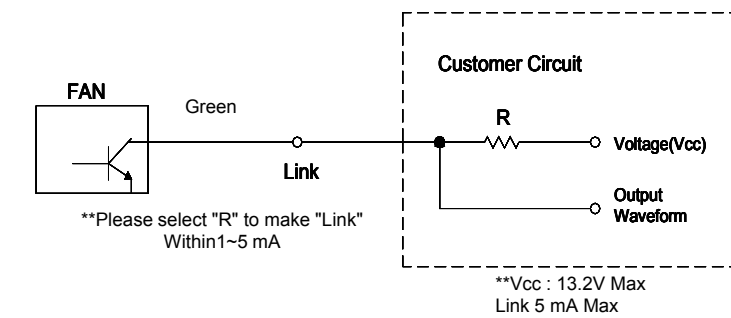 Customer Circuit
FAN
Green
R
Voltage(Vcc)
Link
Output
Waveform
**Please select "R" to make "Link"
Within1~5 mA
**Vcc : 13.2V Max
Link 5 mA Max